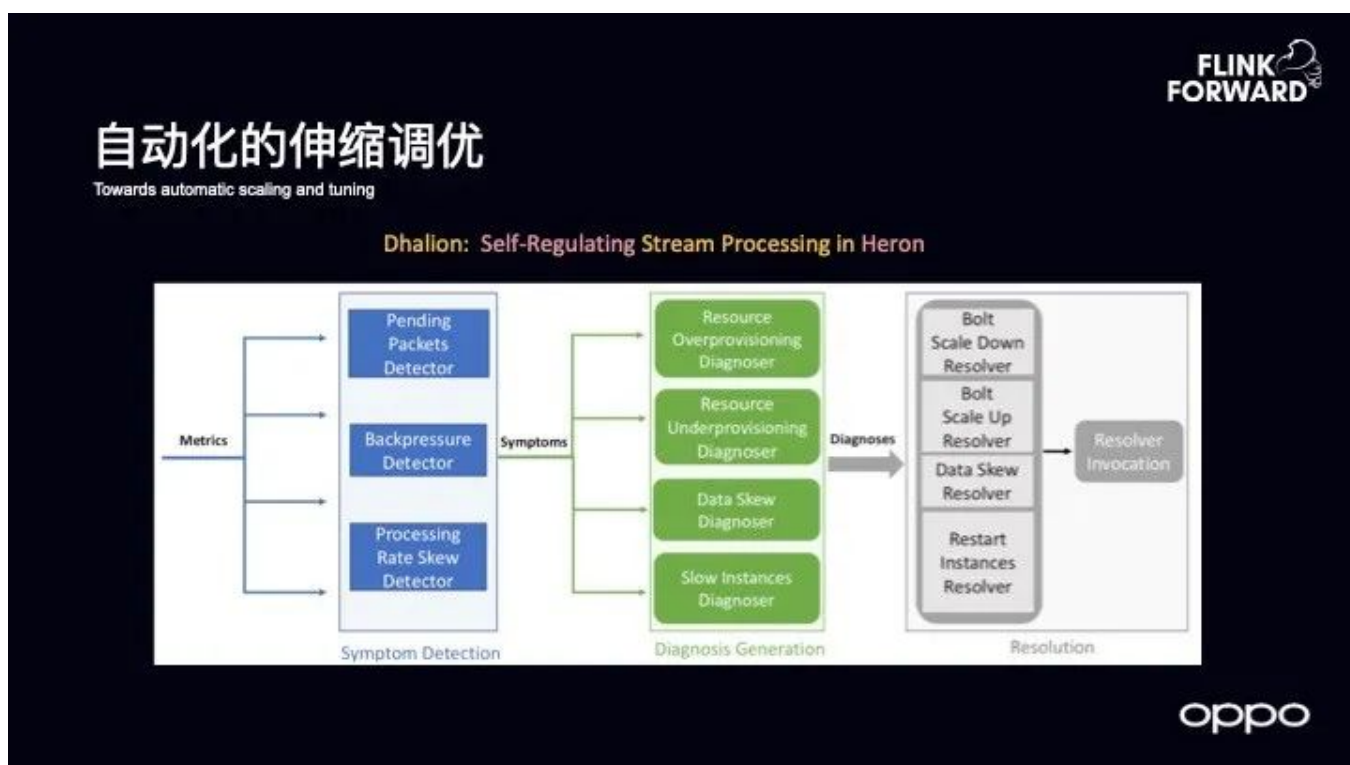 FLINK
FORWARD
自动化的伸缩调优
Towards automatic scaling and tuning
Dhalion: Self-Regulating Stream Processing in Heron
Metrics
Pending
Packets
Detector
Backpressure
Detector
Processing
Rate Skew
Detector
Symptom Detection
Symptoms
Resource
Overprovisioning
Diagnoser
Resource
Underprovisioning
Diagnoser
Data Skew
Diagnoser
Slow Instances
Diagnoser
Diagnosis Generation
Diagnoses
Bolt
Scale Down
Resolver
Bolt
Scale Up
Resolver
Data Skew
Resolver
Restart
Instances
Resolver
Resolver
Invocation
Resolution
oppo